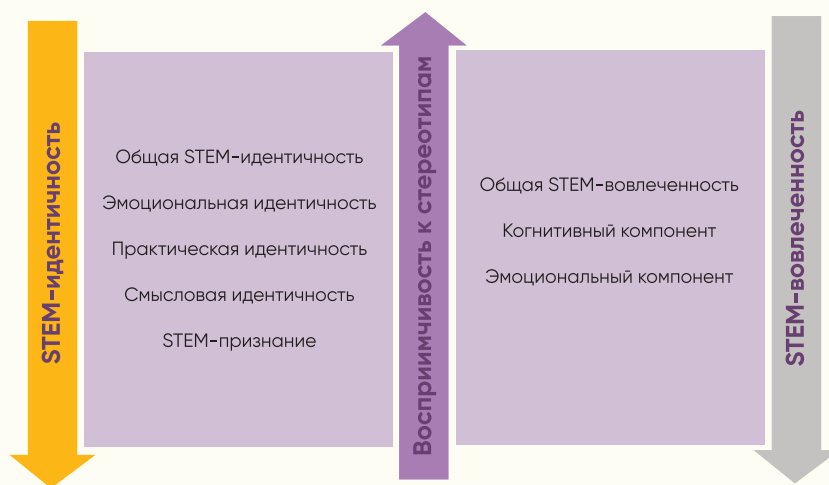 STEM-идентичность
Общая STEM-идентичность
Эмоциональная идентичность
Практическая идентичность
Смысловая идентичность
STEM-признание
Восприимчивость к стереотипам
Общая STEM-вовлеченность
Когнитивный компонент
Эмоциональный компонент
STEM-вовлеченность